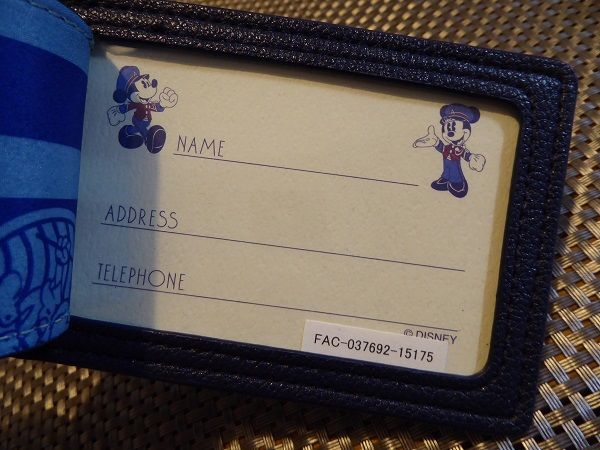 NAME
ADDRESS
TELEPHONE
© DISNEY
FAC-037692-15175